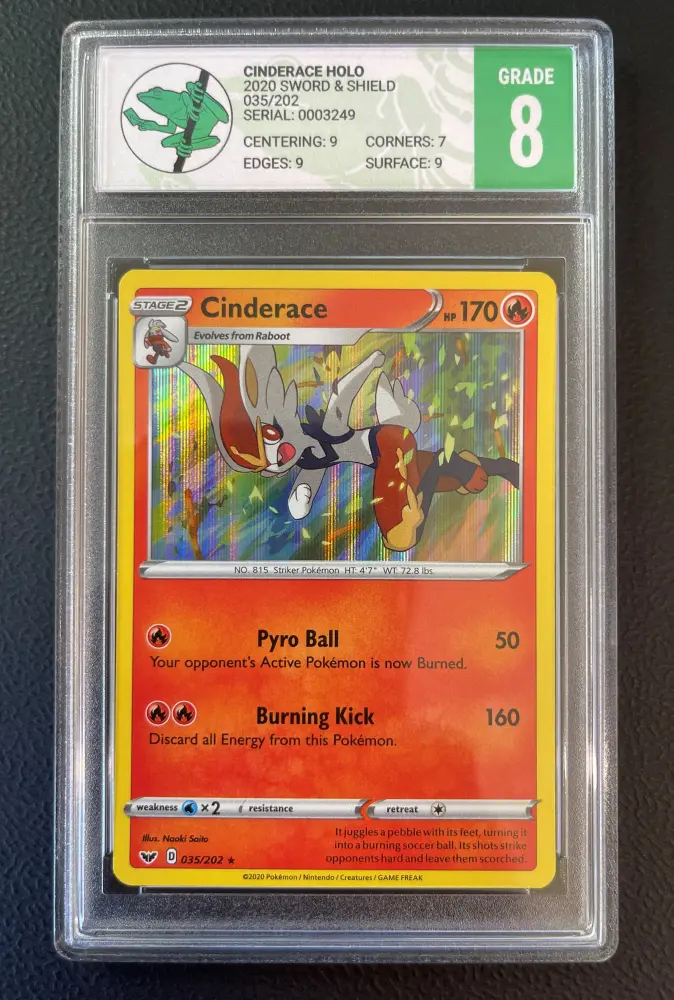 CINDERACE HOLO
2020 SWORD & SHIELD
035/202
SERIAL: 0003249
CENTERING: 9 CORNERS: 7
EDGES: 9 SURFACE: 9
GRADE
8
STAGE2 Cinderace HP 170
Evolves from Raboot
NO. 815 Striker Pokémon HT: 4'7" WT: 72.8 lbs.
Pyro Ball 50
Your opponent's Active Pokémon is now Burned.
Burning Kick 160
Discard all Energy from this Pokémon.
weakness ×2 resistance retreat
Illus. Naoki Saito
It juggles a pebble with its feet, turning it
into a burning soccer ball. Its shots strike
opponents hard and leave them scorched.
D 035/202 ★
©2020 Pokémon / Nintendo / Creatures / GAME FREAK